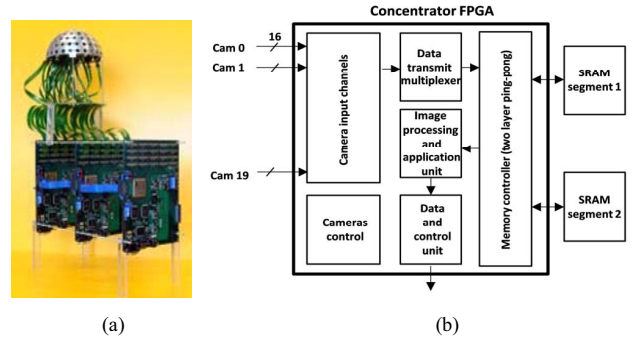 Concentrator FPGA
16
Cam 0
Cam 1
Cam 19
Camera input channels
Data
transmit
multiplexer
Image
processing
and
application
unit
Memory controller (two layer ping-pong)
SRAM
segment 1
Cameras
control
Data
and
control
unit
SRAM
segment 2
(a)
(b)